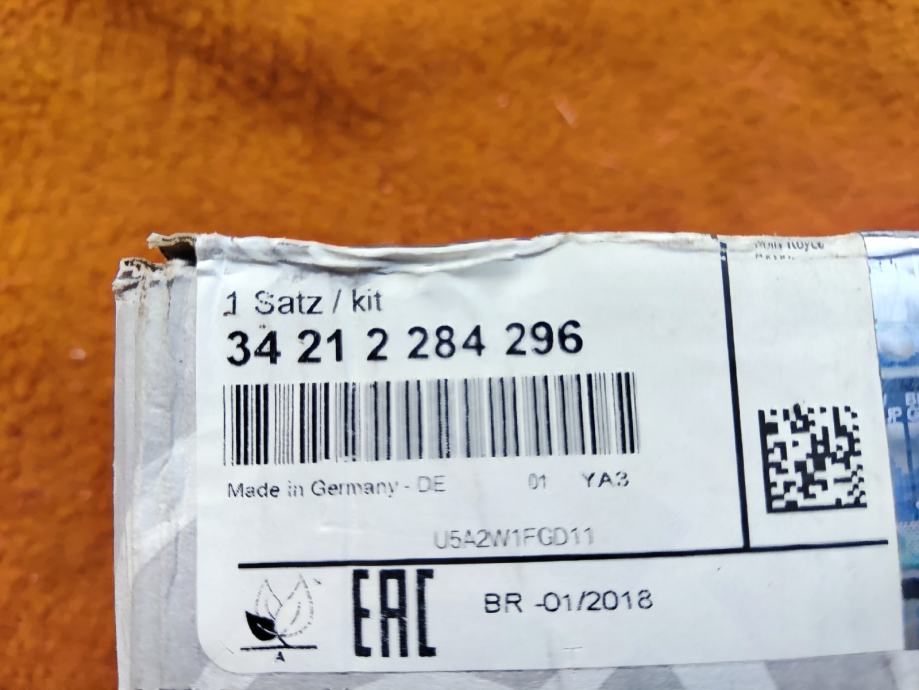 1 Satz / kit
34 21 2 284 296
Made in Germany - DE 01 YA3
U5A2W1FGD11
A
EAC
BR -01/2018
Royce